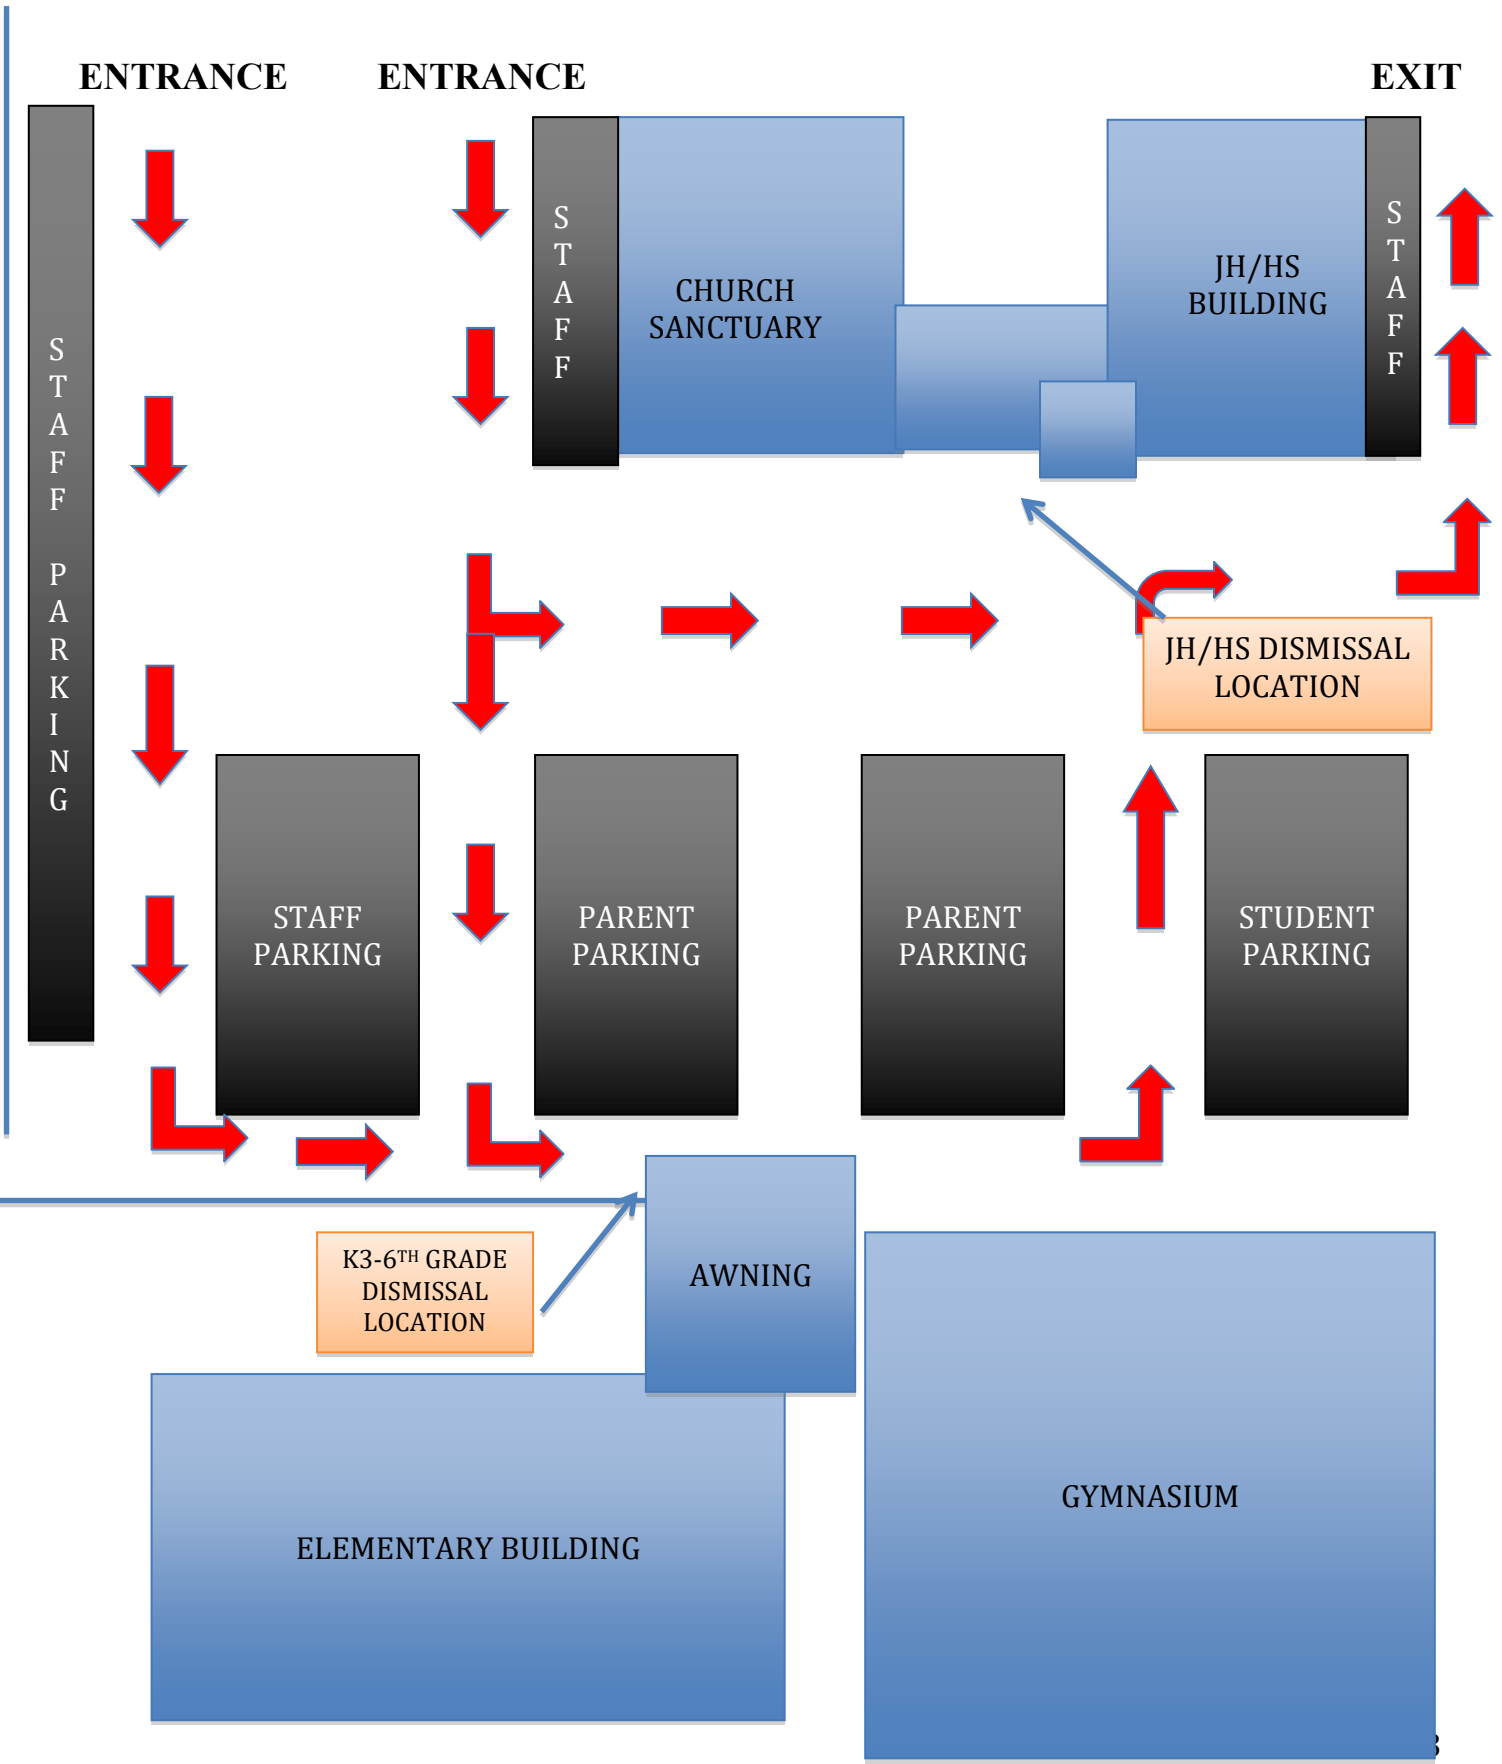 ENTRANCE ENTRANCE EXIT
S
T
A
F
F
P
A
R
K
I
N
G
S
T
A
F
F
CHURCH
SANCTUARY
JH/HS
BUILDING
S
T
A
F
F
JH/HS DISMISSAL
LOCATION
STAFF
PARKING
PARENT
PARKING
PARENT
PARKING
STUDENT
PARKING
K3-6TH GRADE
DISMISSAL
LOCATION
AWNING
ELEMENTARY BUILDING
GYMNASIUM